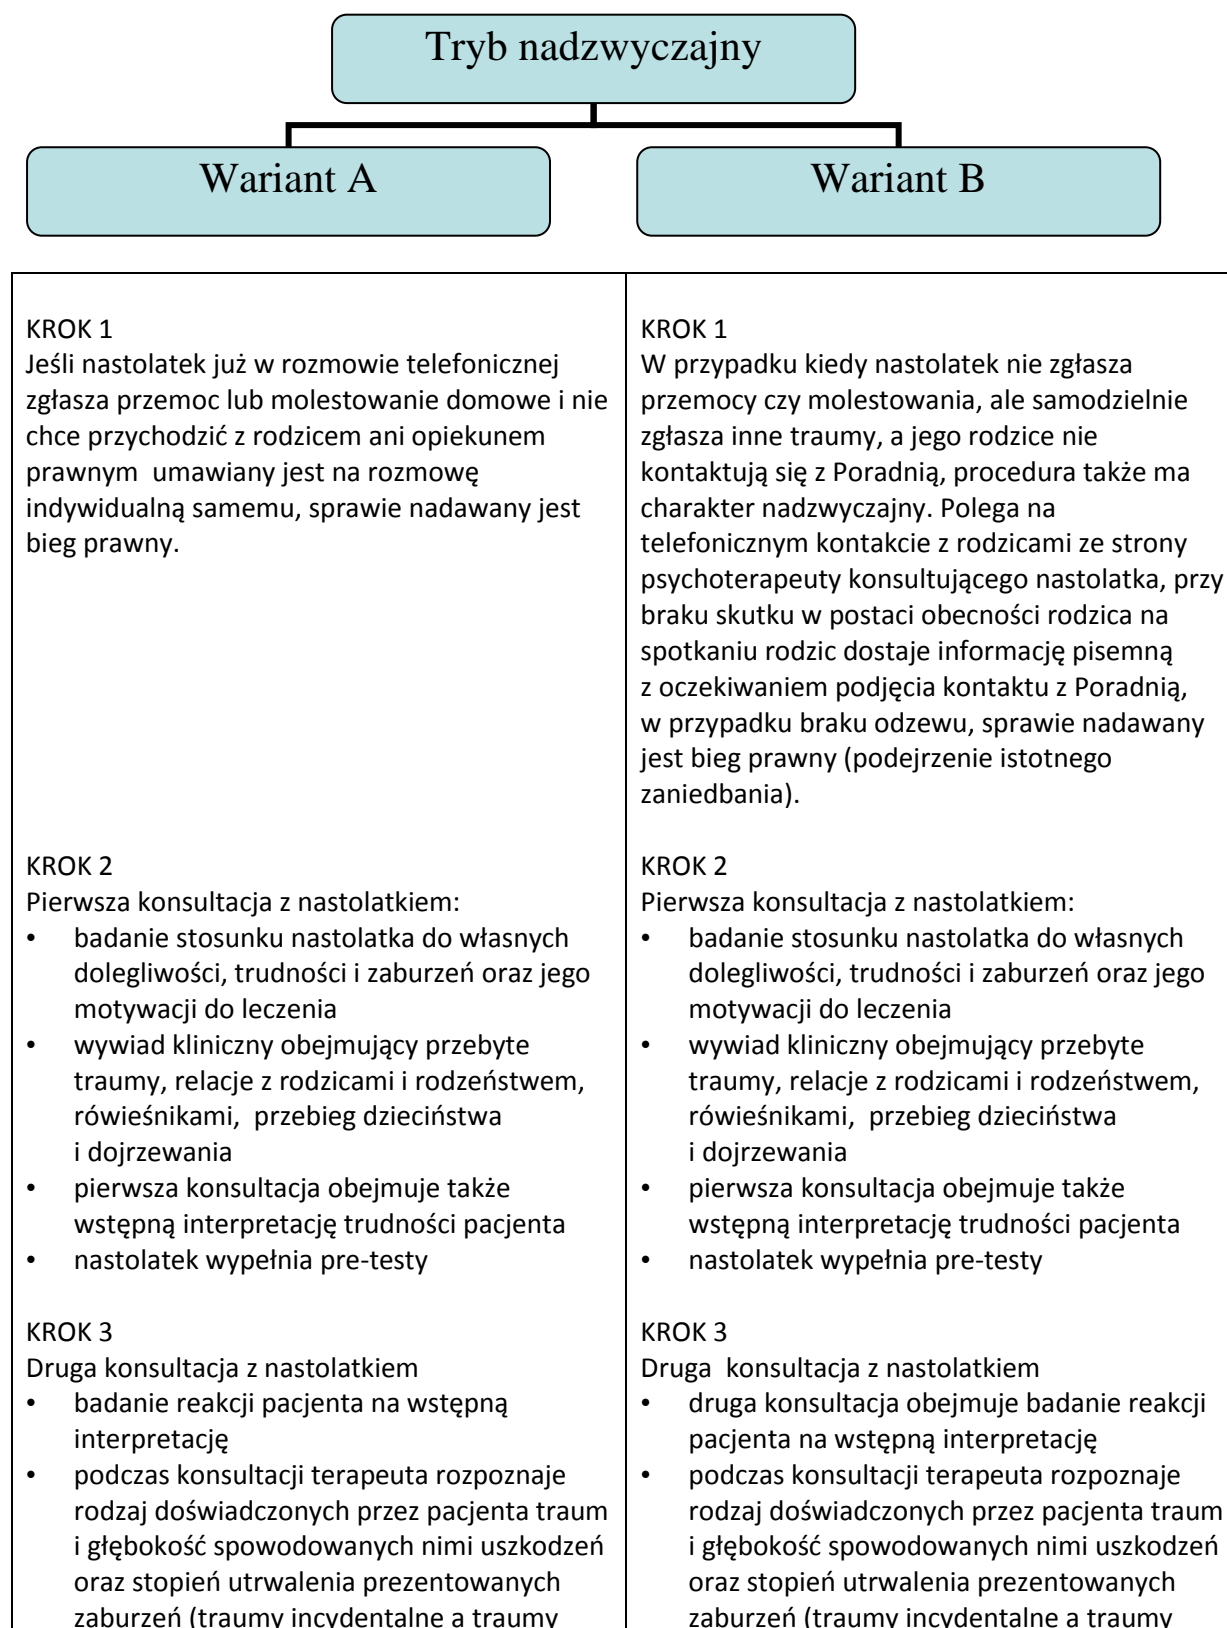 Tryb nadzwyczajny
Wariant A
Wariant B
KROK 1
Jeśli nastolatek już w rozmowie telefonicznej
zgłasza przemoc lub molestowanie domowe i nie
chce przychodzić z rodzicem ani opiekunem
prawnym  umawiany jest na rozmowę
indywidualną samemu, sprawie nadawany jest
bieg prawny.
KROK 2
Pierwsza konsultacja z nastolatkiem:
• badanie stosunku nastolatka do własnych
dolegliwości, trudności i zaburzeń oraz jego
motywacji do leczenia
• wywiad kliniczny obejmujący przebyte
traumy, relacje z rodzicami i rodzeństwem,
rówieśnikami,  przebieg dzieciństwa
i dojrzewania
• pierwsza konsultacja obejmuje także
wstępną interpretację trudności pacjenta
• nastolatek wypełnia pre-testy
KROK 3
Druga konsultacja z nastolatkiem
• badanie reakcji pacjenta na wstępną
interpretację
• podczas konsultacji terapeuta rozpoznaje
rodzaj doświadczonych przez pacjenta traum
i głębokość spowodowanych nimi uszkodzeń
oraz stopień utrwalenia prezentowanych
zaburzeń (traumy incydentalne a traumy
KROK 1
W przypadku kiedy nastolatek nie zgłasza
przemocy czy molestowania, ale samodzielnie
zgłasza inne traumy, a jego rodzice nie
kontaktują się z Poradnią, procedura także ma
charakter nadzwyczajny. Polega na
telefonicznym kontakcie z rodzicami ze strony
psychoterapeuty konsultującego nastolatka, przy
braku skutku w postaci obecności rodzica na
spotkaniu rodzic dostaje informację pisemną
z oczekiwaniem podjęcia kontaktu z Poradnią,
w przypadku braku odzewu, sprawie nadawany
jest bieg prawny (podejrzenie istotnego
zaniedbania).
KROK 2
Pierwsza konsultacja z nastolatkiem:
• badanie stosunku nastolatka do własnych
dolegliwości, trudności i zaburzeń oraz jego
motywacji do leczenia
• wywiad kliniczny obejmujący przebyte
traumy, relacje z rodzicami i rodzeństwem,
rówieśnikami,  przebieg dzieciństwa
i dojrzewania
• pierwsza konsultacja obejmuje także
wstępną interpretację trudności pacjenta
• nastolatek wypełnia pre-testy
KROK 3
Druga  konsultacja z nastolatkiem
• druga konsultacja obejmuje badanie reakcji
pacjenta na wstępną interpretację
• podczas konsultacji terapeuta rozpoznaje
rodzaj doświadczonych przez pacjenta traum
i głębokość spowodowanych nimi uszkodzeń
oraz stopień utrwalenia prezentowanych
zaburzeń (traumy incydentalne a traumy